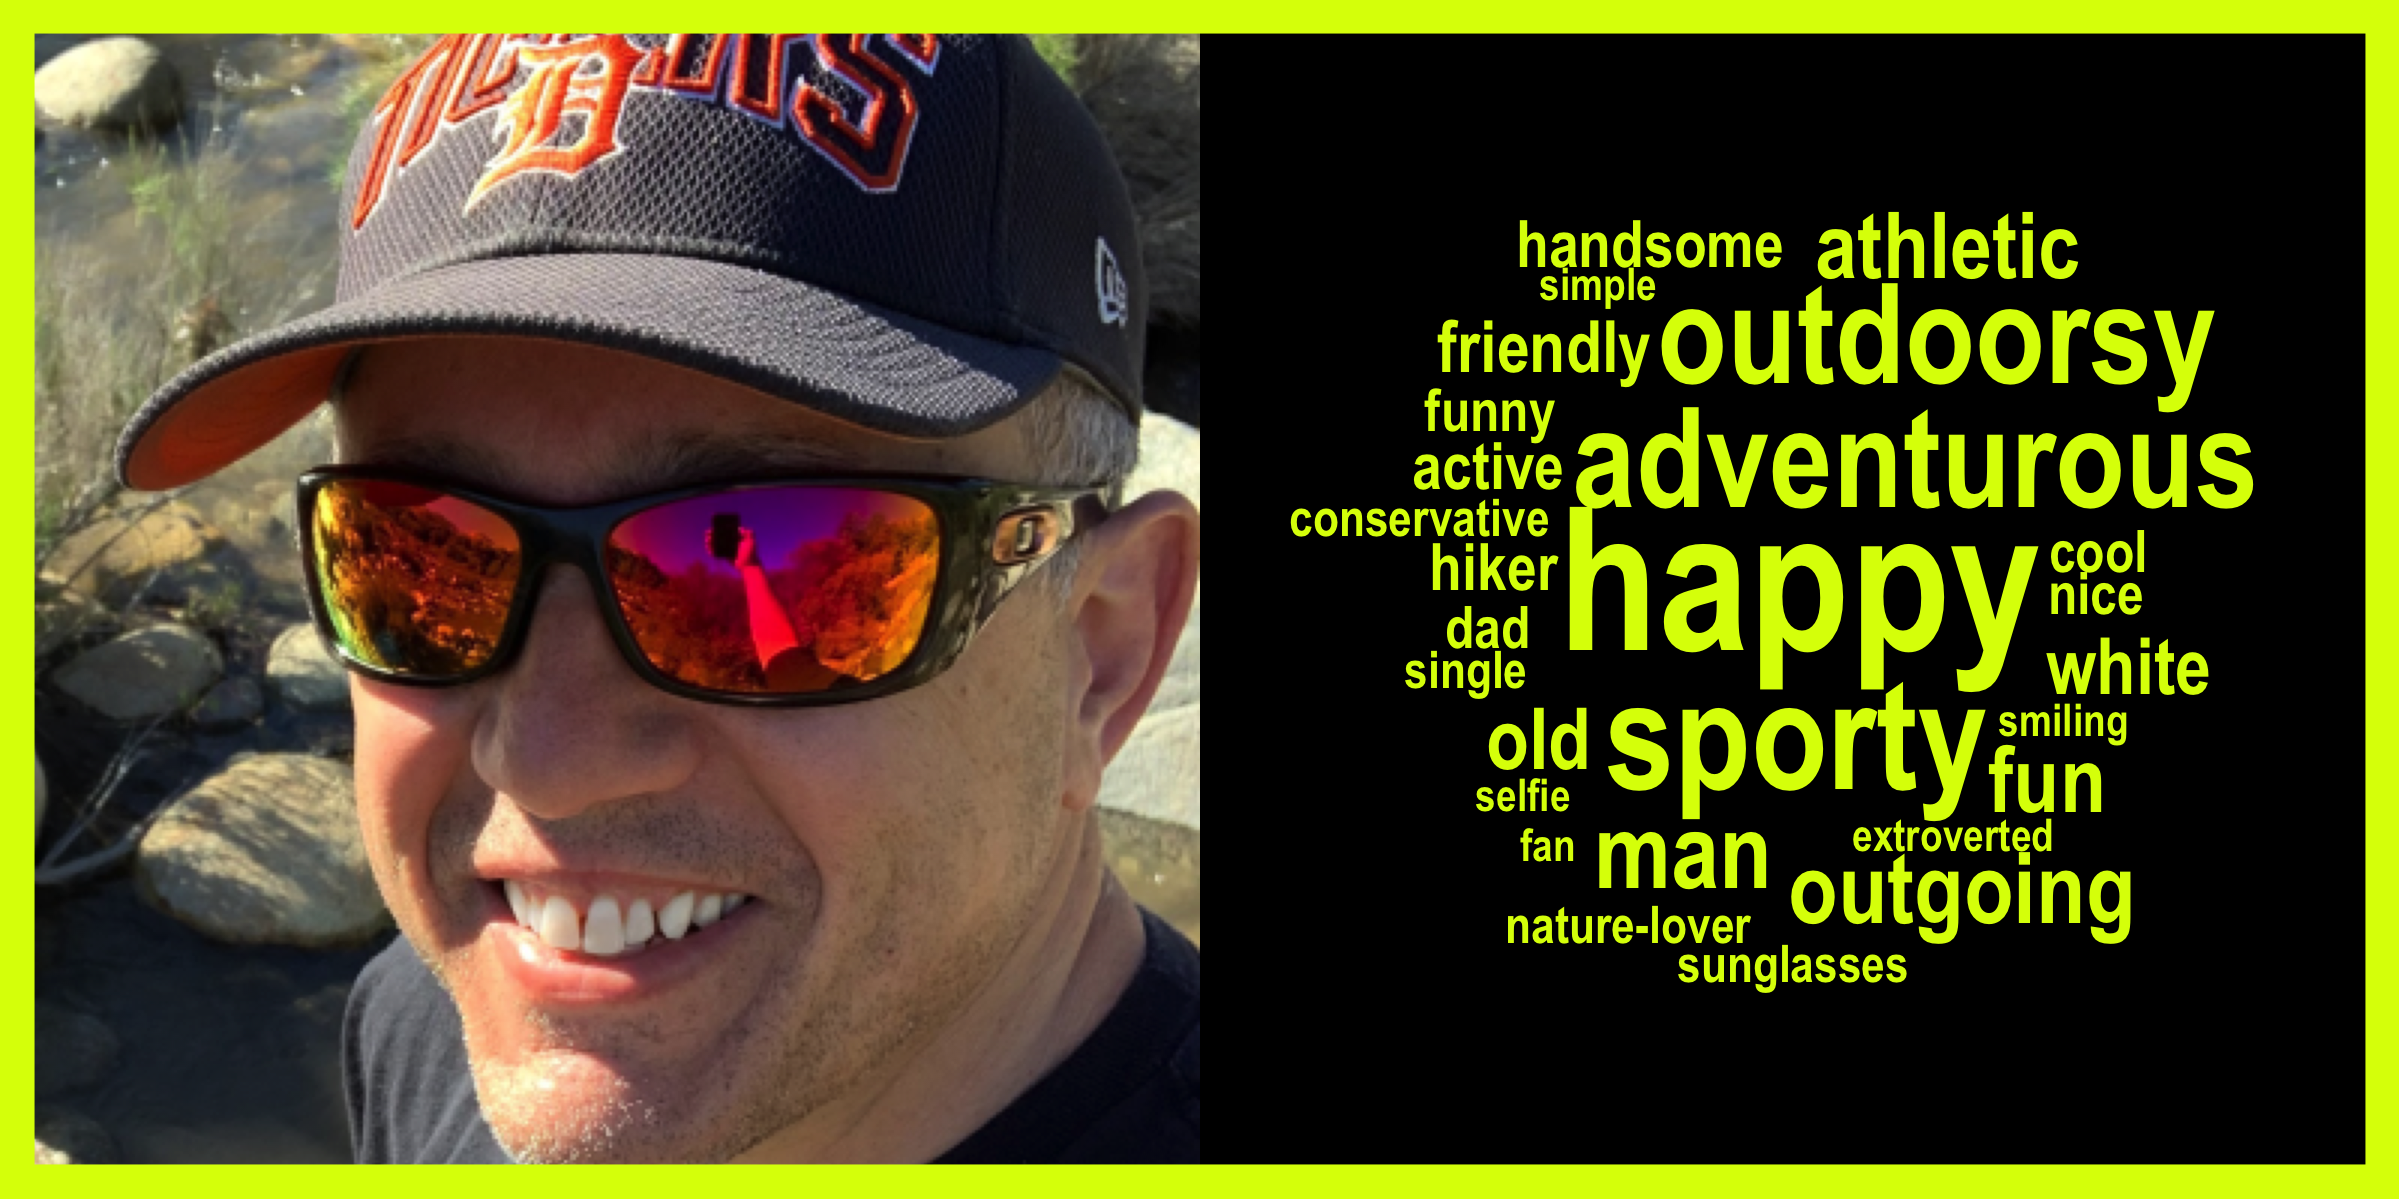 TIGERS
D
handsome athletic
simple
friendly outdoorsy
funny
active adventurous
conservative
hiker happy cool
nice
dad
single white
old sporty smiling
selfie fun
fan man extroverted
outgoing
nature-lover
sunglasses